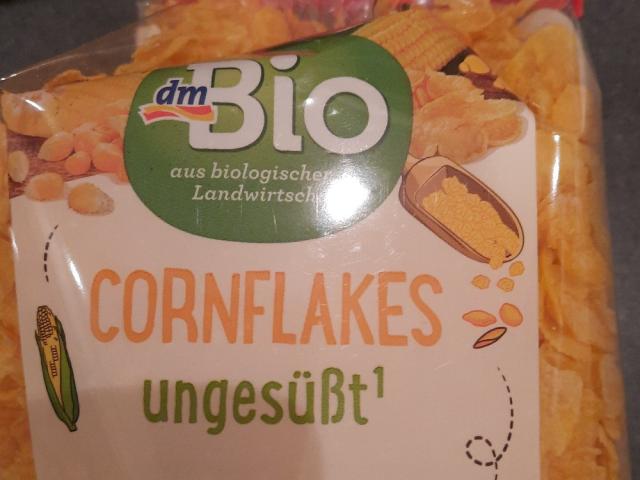 dm
Bio
aus biologischer
CORNFLAKES
ungesüßt¹